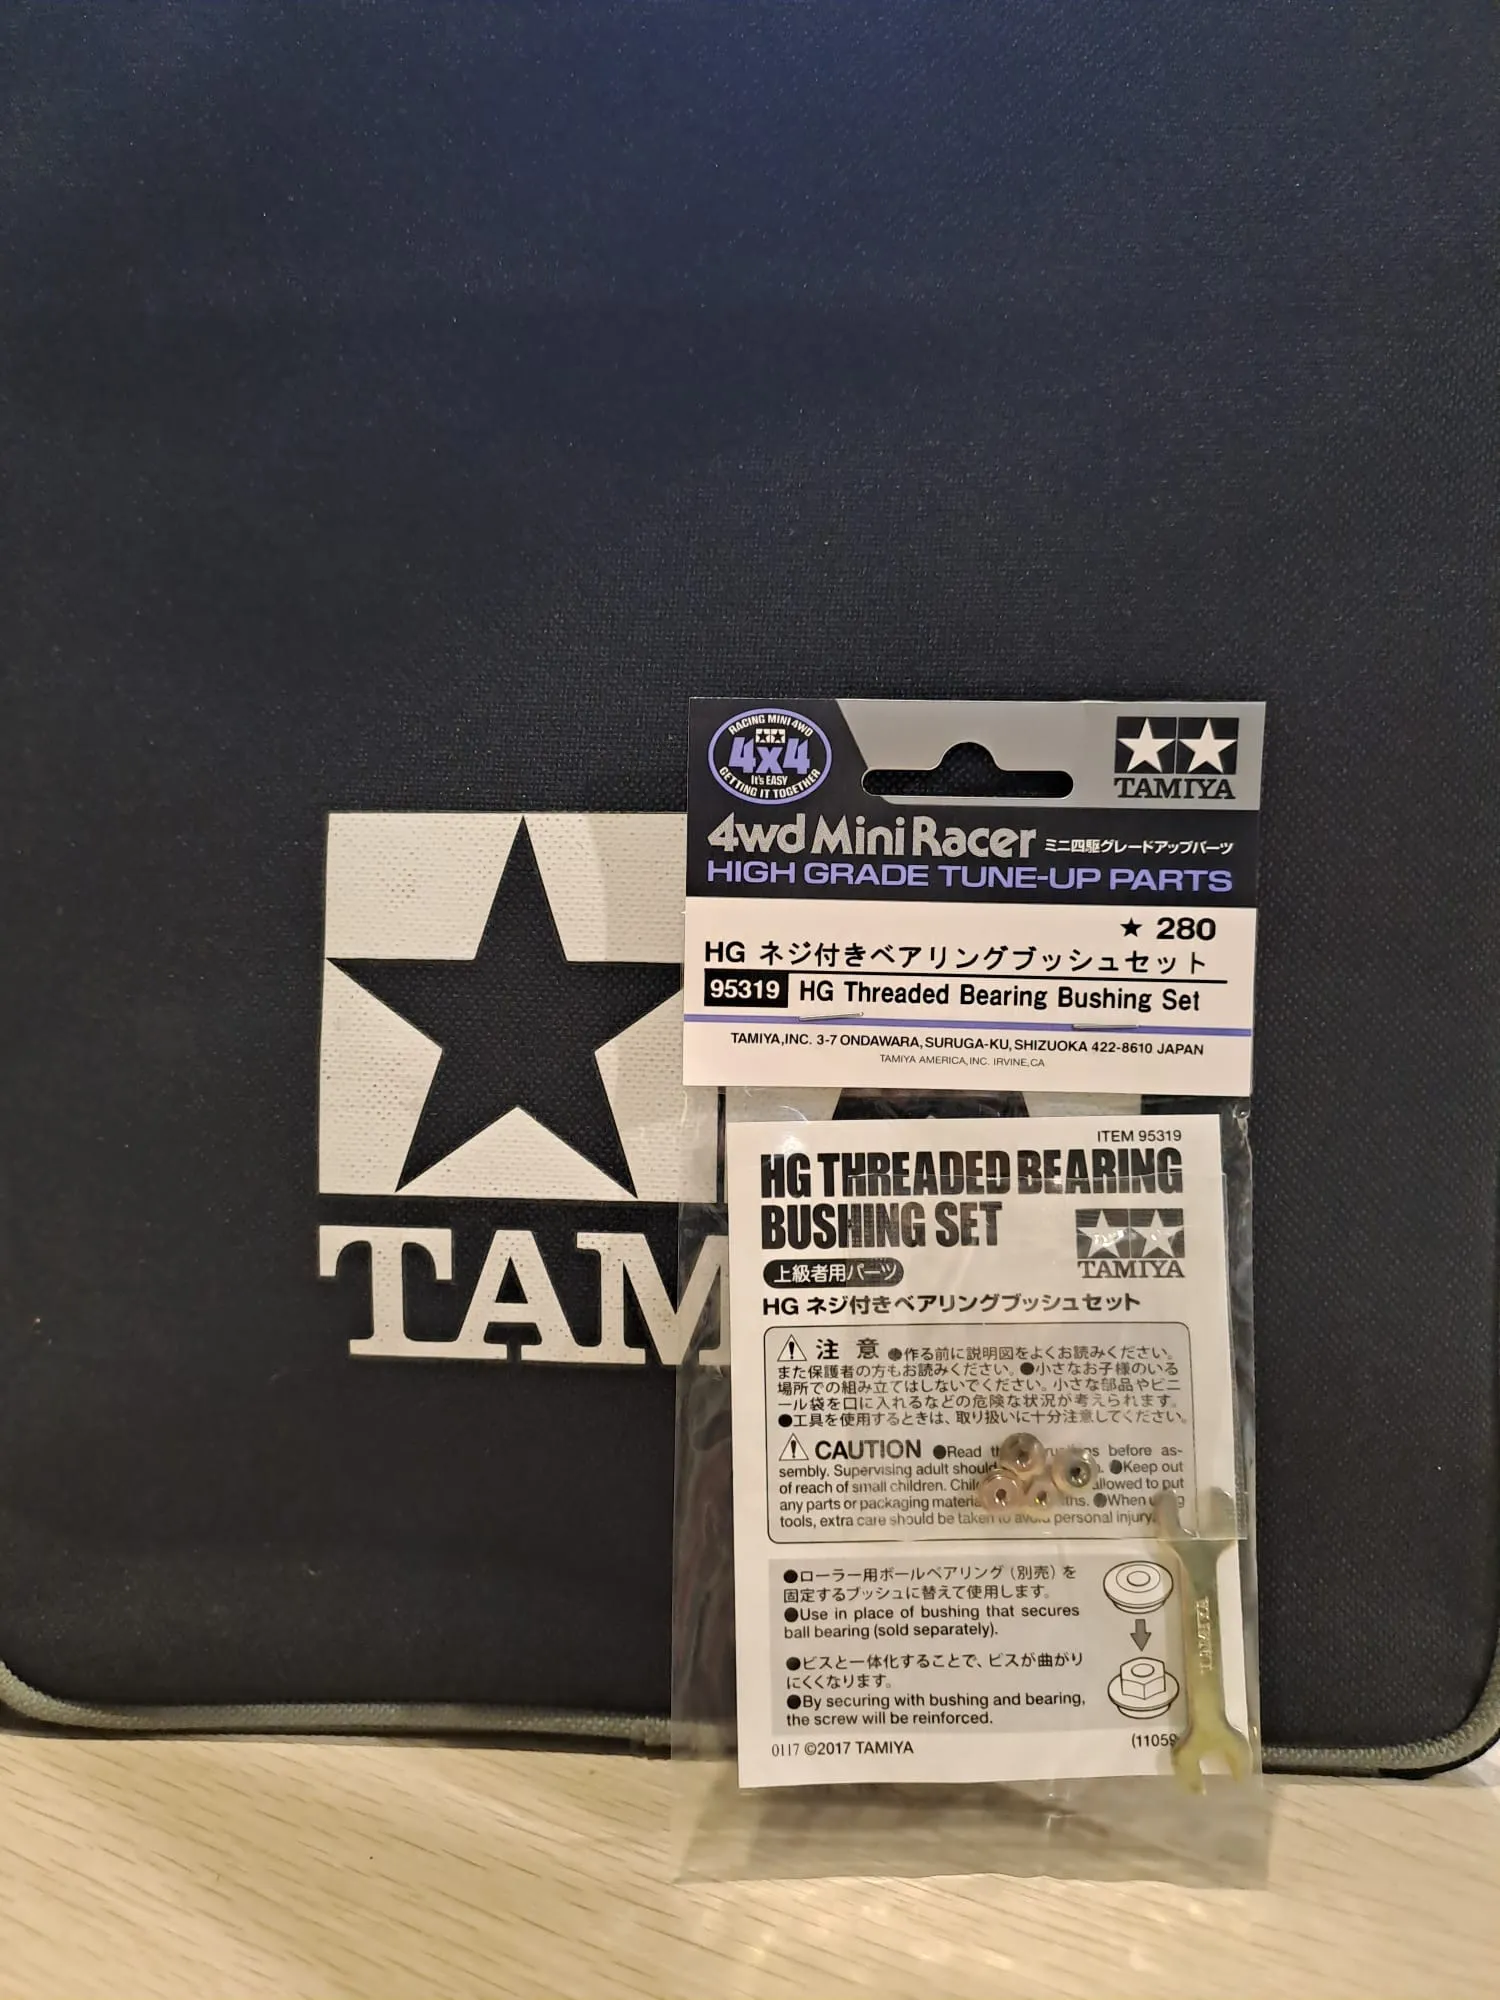 TAM
RACING MINI 4WD
4x4
It's EASY
GETTING IT TOGETHER
TAMIYA
4wd Mini Racer ミニ四駆グレードアップパーツ
HIGH GRADE TUNE-UP PARTS
★ 280
HG ネジ付きベアリングブッシュセット
95319 HG Threaded Bearing Bushing Set
TAMIYA,INC. 3-7 ONDAWARA, SURUGA-KU, SHIZUOKA 422-8610 JAPAN
TAMIYA AMERICA, INC. IRVINE, CA
ITEM 95319
HG THREADED BEARING
BUSHING SET
TAMIYA
上級者用パーツ
HG ネジ付きベアリングブッシュセット
注 意 ●作る前に説明図をよくお読みください。
また保護者の方もお読みください。●小さなお子様のいる
場所での組み立てはしないでください。小さな部品やビニ
ール袋を口に入れるなどの危険な状況が考えられます。
●工具を使用するときは、取り扱いに十分注意してください。
CAUTION ●Read before as-
sembly. Supervising adult should ●Keep out
of reach of small children. allowed to put
any parts or packaging ●When
tools, extra care should be taken to avoid personal injury.
●ローラー用ボールベアリング（別売）を
固定するブッシュに替えて使用します。
●Use in place of bushing that secures
ball bearing (sold separately).
●ビスと一体化することで、ビスが曲がり
にくくなります。
●By securing with bushing and bearing,
the screw will be reinforced.
0117 ©2017 TAMIYA (11059
TAMIYA